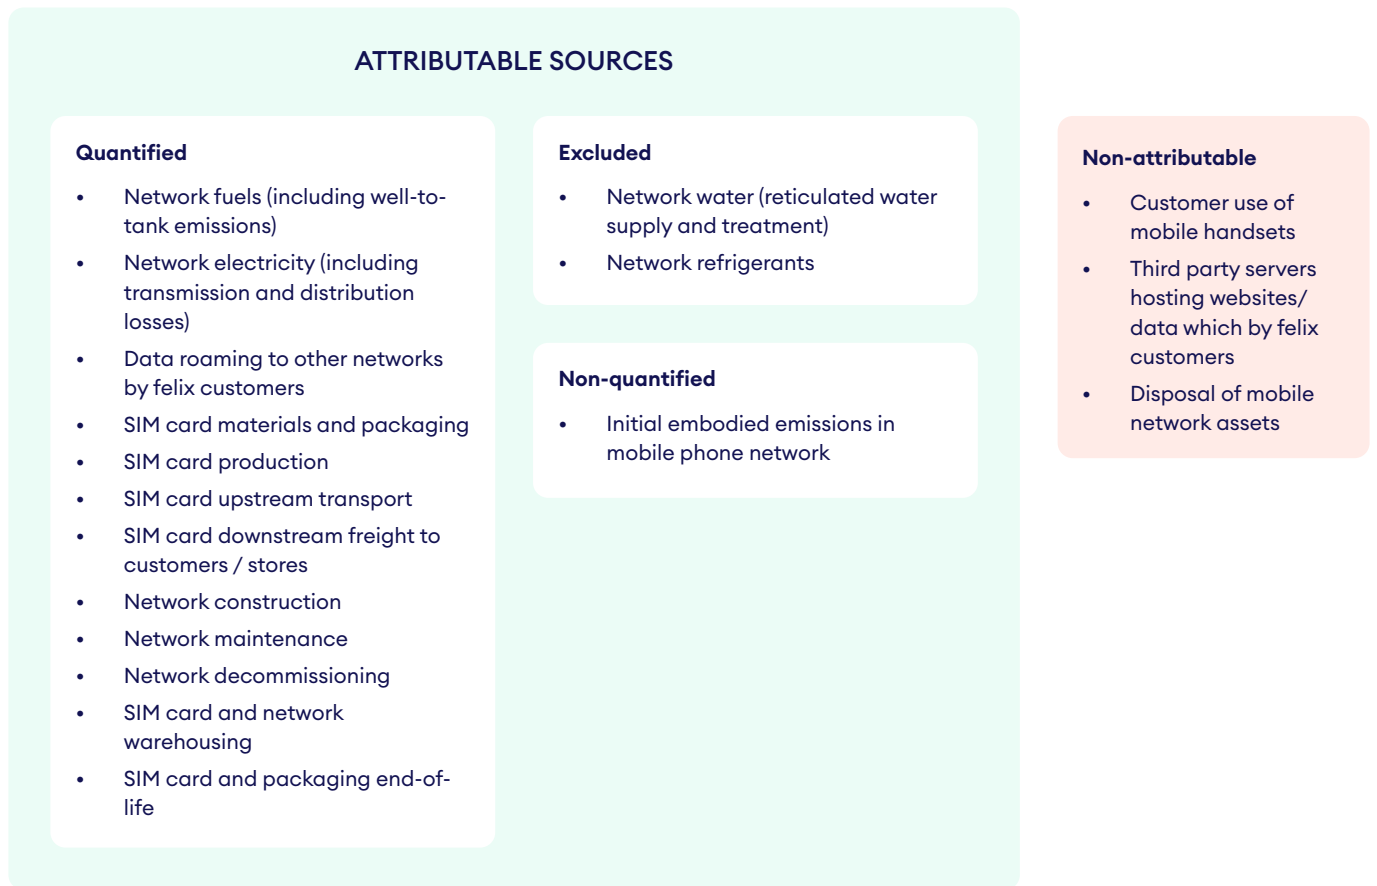 ATTRIBUTABLE SOURCES
Quantified
• Network fuels (including well-to-
tank emissions)
• Network electricity (including
transmission and distribution
losses)
• Data roaming to other networks
by felix customers
• SIM card materials and packaging
• SIM card production
• SIM card upstream transport
• SIM card downstream freight to
customers / stores
• Network construction
• Network maintenance
• Network decommissioning
• SIM card and network
warehousing
• SIM card and packaging end-of-
life
Excluded
• Network water (reticulated water
supply and treatment)
• Network refrigerants
Non-quantified
• Initial embodied emissions in
mobile phone network
Non-attributable
• Customer use of
mobile handsets
• Third party servers
hosting websites/
data which by felix
customers
• Disposal of mobile
network assets